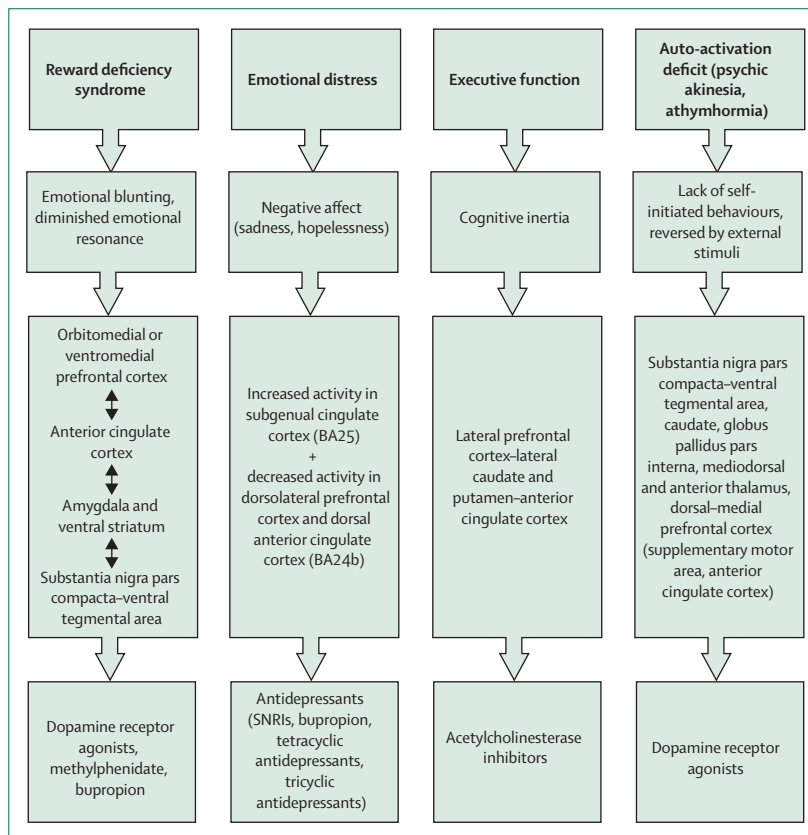 Reward deficiency
syndrome
Emotional blunting,
diminished emotional
resonance
Orbitomedial or
ventromedial
prefrontal cortex
Anterior cingulate
cortex
Amygdala and
ventral striatum
Substantia nigra pars
compacta–ventral
tegmental area
Dopamine receptor
agonists,
methylphenidate,
bupropion
Emotional distress
Negative affect
(sadness, hopelessness)
Increased activity in
subgenual cingulate
cortex (BA25)
+
decreased activity in
dorsolateral prefrontal
cortex and dorsal
anterior cingulate
cortex (BA24b)
Antidepressants
(SNRIs, bupropion,
tetracyclic
antidepressants,
tricyclic
antidepressants)
Executive function
Cognitive inertia
Lateral prefrontal
cortex–lateral
caudate and
putamen–anterior
cingulate cortex
Acetylcholinesterase
inhibitors
Auto-activation
deficit (psychic
akinesia,
athymhormia)
Lack of self-
initiated behaviours,
reversed by external
stimuli
Substantia nigra pars
compacta–ventral
tegmental area,
caudate, globus
pallidus pars
interna, mediodorsal
and anterior thalamus,
dorsal–medial
prefrontal cortex
(supplementary motor
area, anterior
cingulate cortex)
Dopamine receptor
agonists